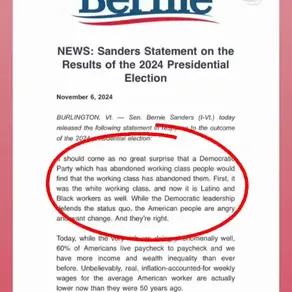 Bernie
NEWS: Sanders Statement on the
Results of the 2024 Presidential
Election
November 6, 2024
BURLINGTON, Vt. — Sen. Bernie Sanders (I-Vt.) today
released the following statement in response to the outcome
of the 2024 presidential election:
It should come as no great surprise that a Democratic
Party which has abandoned working class people would
find that the working class has abandoned them. First, it
was the white working class, and now it is Latino and
Black workers as well. While the Democratic leadership
defends the status quo, the American people are angry
and want change. And they're right.
Today, while the very rich are doing phenomenally well,
60% of Americans live paycheck to paycheck and we
have more income and wealth inequality than ever
before. Unbelievably, real, inflation-accounted-for weekly
wages for the average American worker are actually
lower now than they were 50 years ago.